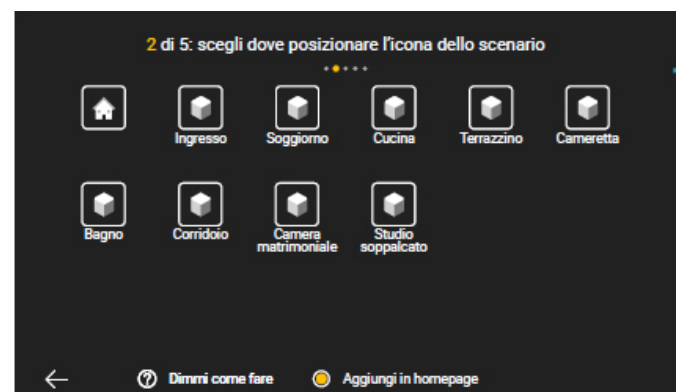 2 di 5: scegli dove posizionare l'icona dello scenario
Ingresso
Soggiorno
Cucina
Terrazzino
Cameretta
Bagno
Corridoio
Camera
matrimoniale
Studio
soppalcato
Dimmi come fare
Aggiungi in homepage